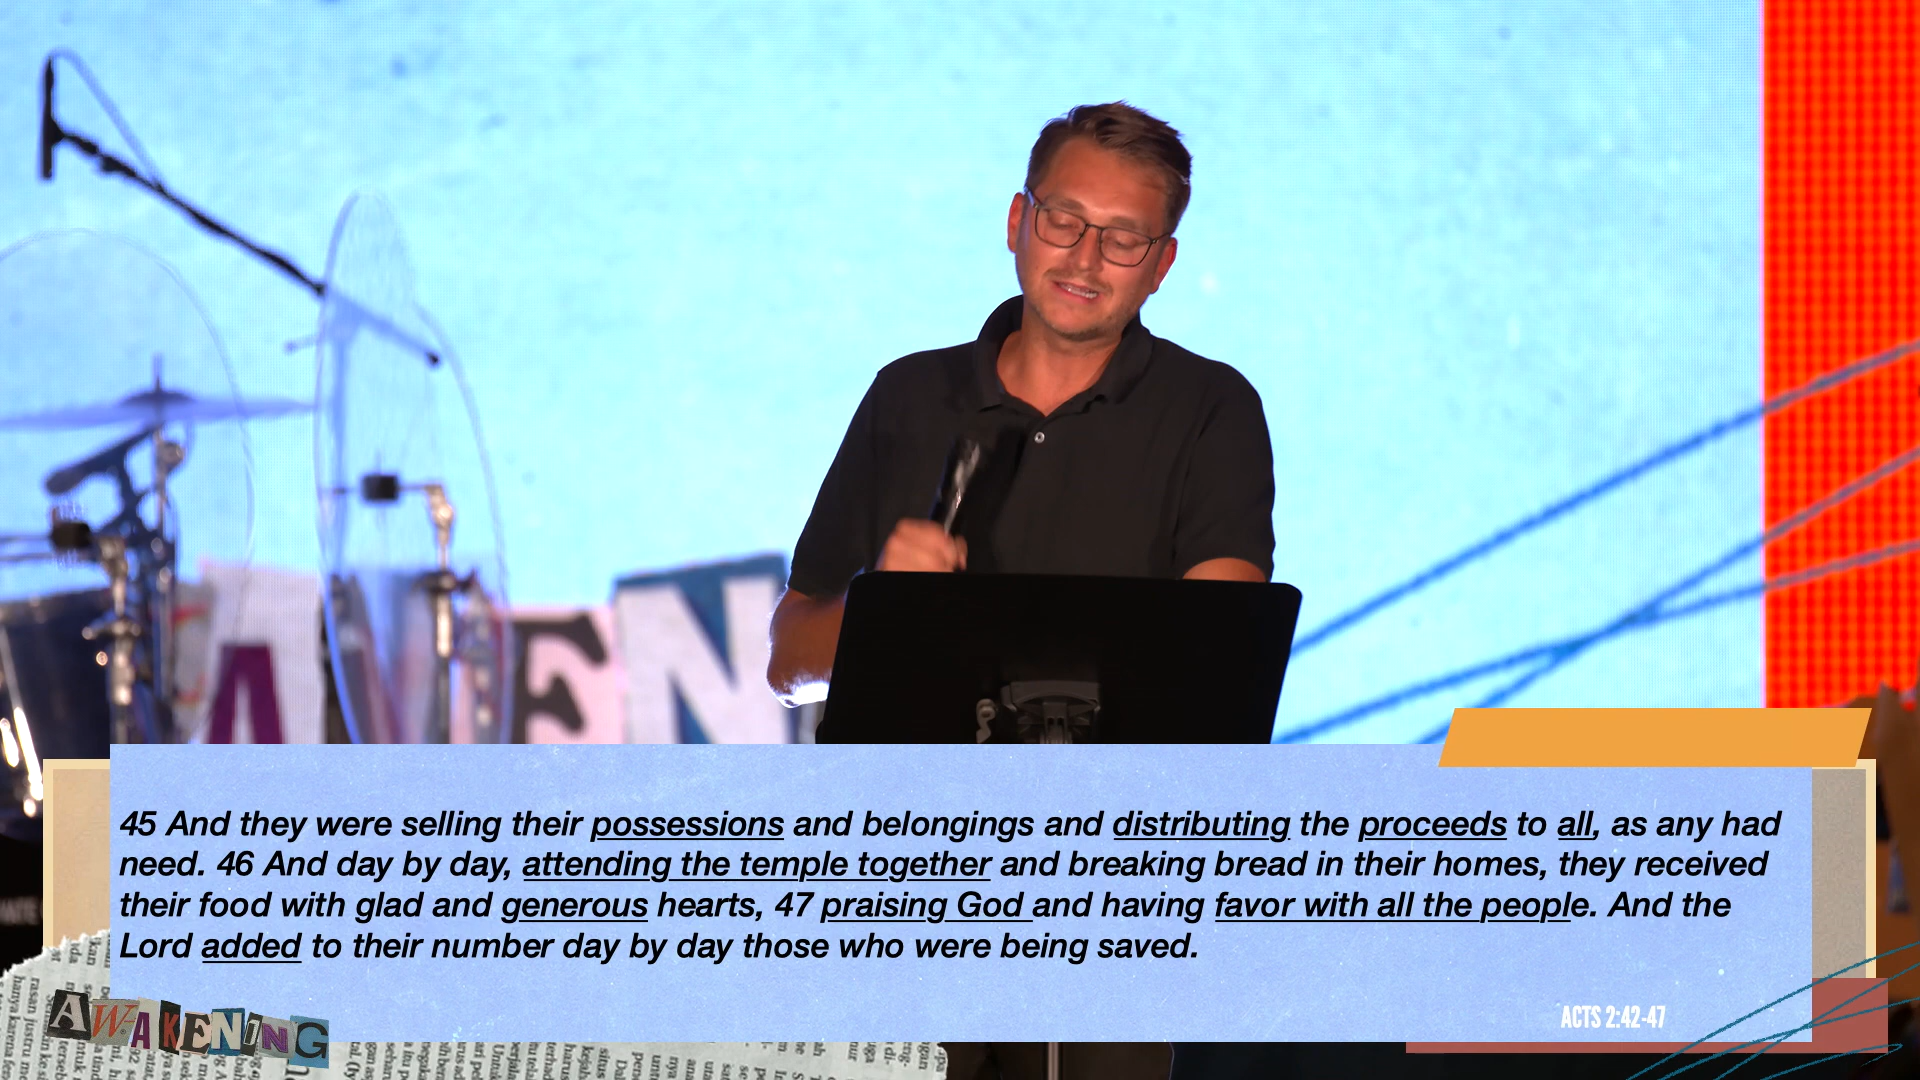 AVEN
45 And they were selling their possessions and belongings and distributing the proceeds to all, as any had
need. 46 And day by day, attending the temple together and breaking bread in their homes, they received
their food with glad and generous hearts, 47 praising God and having favor with all the people. And the
Lord added to their number day by day those who were being saved.
ACTS 2:42-47
AWAKENING